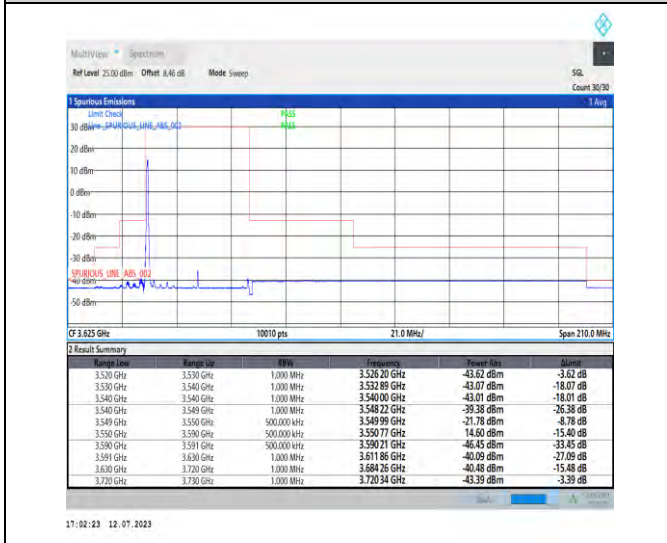 MultiView Spectrum
Ref Level 25.00 dBm Offset 8.46 dB Mode Sweep SGL
Count 30/30
1 Spurious Emissions 1 Avg
Limit Check PASS
Line _SPURIOUS_LINE_ABS_002 PASS
30 dBm
20 dBm
10 dBm
0 dBm
-10 dBm
-20 dBm
-30 dBm
SPURIOUS_LINE_ABS_002
-40 dBm
-50 dBm
CF 3.625 GHz 10010 pts 21.0 MHz/ Span 210.0 MHz
2 Result Summary
Range Low Range Up RBW Frequency Power Abs ΔLimit
3.520 GHz 3.530 GHz 1.000 MHz 3.526 20 GHz -43.62 dBm -3.62 dB
3.530 GHz 3.540 GHz 1.000 MHz 3.532 89 GHz -43.07 dBm -18.07 dB
3.540 GHz 3.540 GHz 1.000 MHz 3.540 00 GHz -43.01 dBm -18.01 dB
3.540 GHz 3.549 GHz 1.000 MHz 3.548 22 GHz -39.38 dBm -26.38 dB
3.549 GHz 3.550 GHz 500.000 kHz 3.549 99 GHz -21.78 dBm -8.78 dB
3.550 GHz 3.590 GHz 500.000 kHz 3.550 77 GHz 14.60 dBm -15.40 dB
3.590 GHz 3.591 GHz 500.000 kHz 3.590 21 GHz -46.45 dBm -33.45 dB
3.591 GHz 3.630 GHz 1.000 MHz 3.611 86 GHz -40.09 dBm -27.09 dB
3.630 GHz 3.720 GHz 1.000 MHz 3.684 26 GHz -40.48 dBm -15.48 dB
3.720 GHz 3.730 GHz 1.000 MHz 3.720 34 GHz -43.39 dBm -3.39 dB
17:02:23 12.07.2023